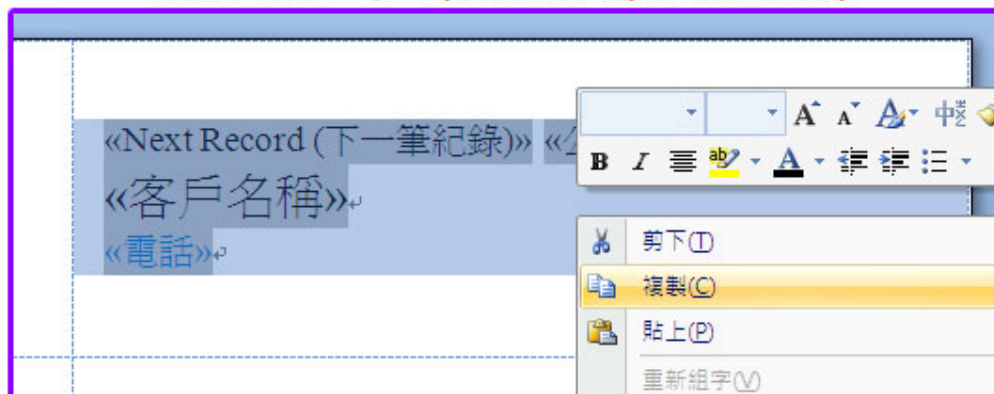 «Next Record (下一筆紀錄)» «
«客戶名稱»
«電話»
剪下(T)
複製(C)
貼上(P)
重新組字(V)